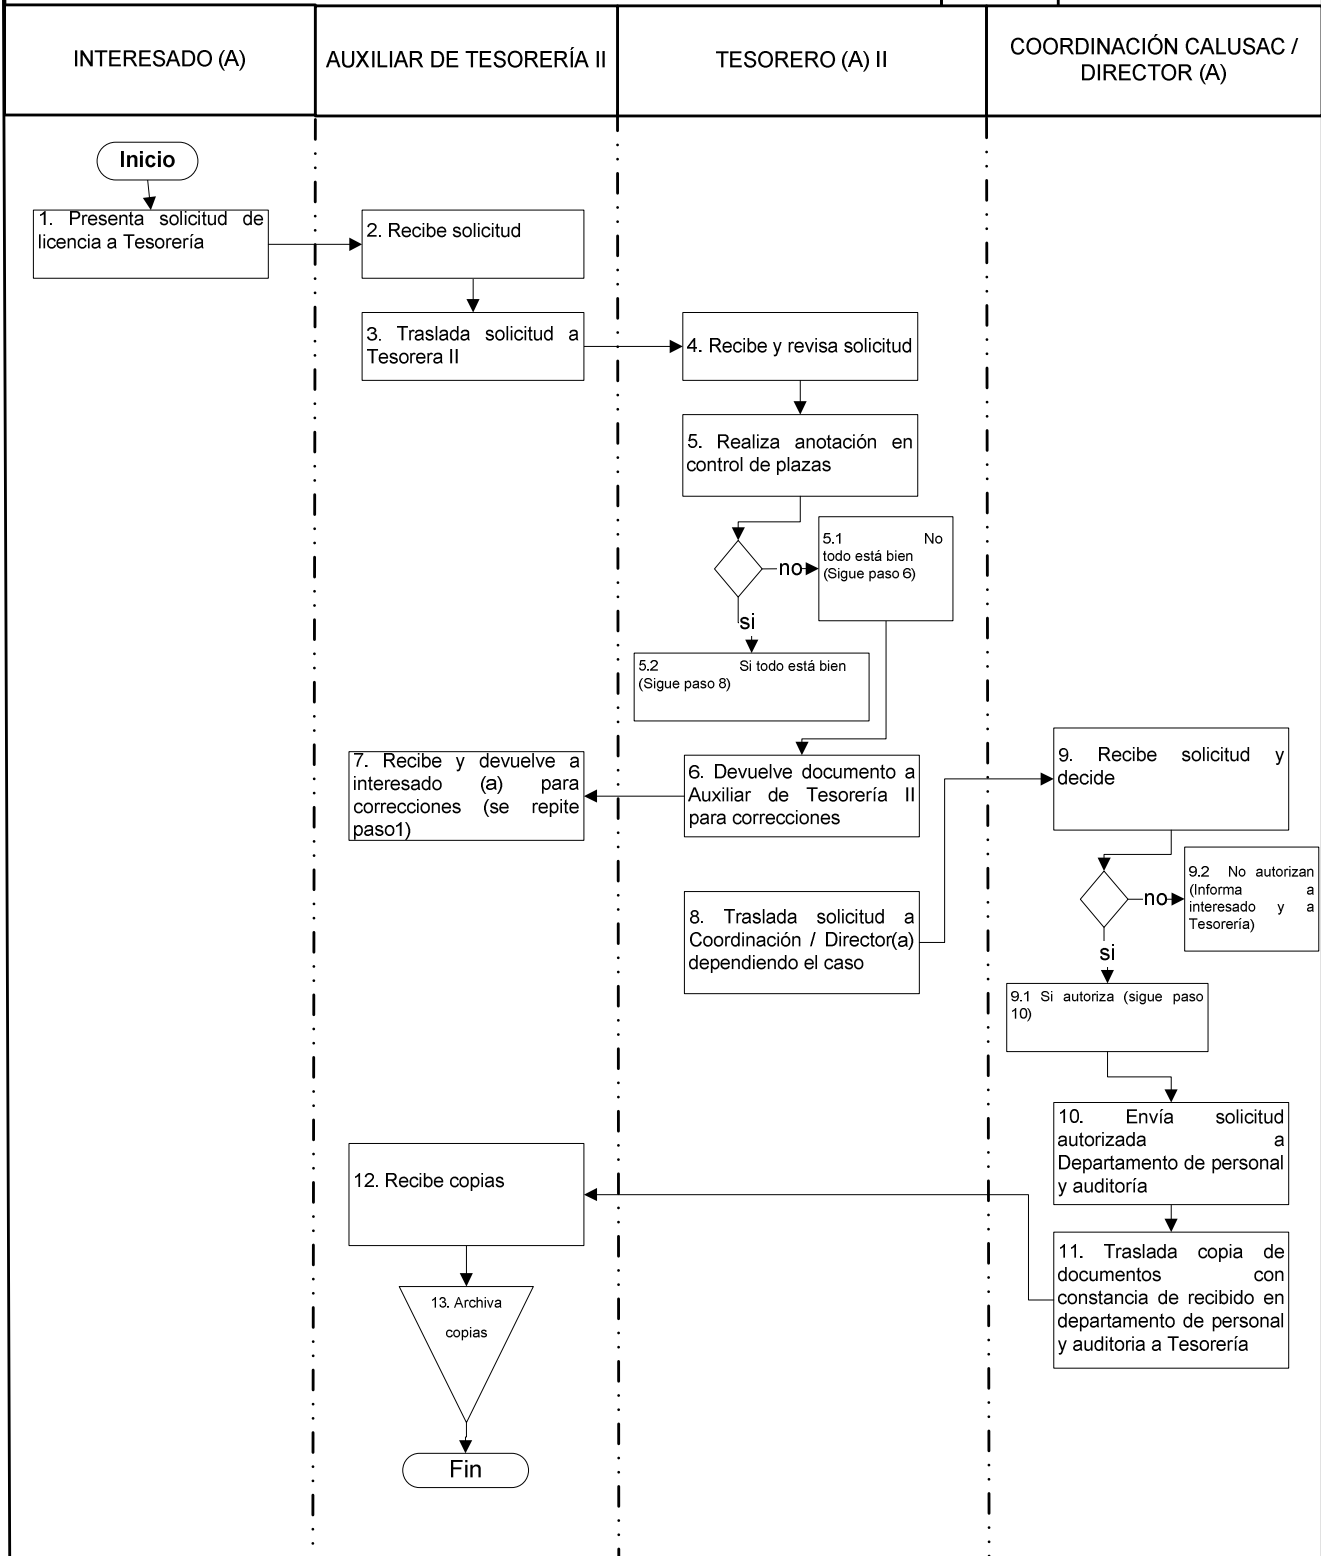 INTERESADO (A)
AUXILIAR DE TESORERÍA II
TESORERO (A) II
COORDINACIÓN CALUSAC /
DIRECTOR (A)
Inicio
1. Presenta solicitud de
licencia a Tesorería
2. Recibe solicitud
3. Traslada solicitud a
Tesorera II
4. Recibe y revisa solicitud
5. Realiza anotación en
control de plazas
no
5.1 No
todo está bien
(Sigue paso 6)
si
5.2 Si todo está bien
(Sigue paso 8)
6. Devuelve documento a
Auxiliar de Tesorería II
para correcciones
7. Recibe y devuelve a
interesado (a) para
correcciones (se repite
paso1)
8. Traslada solicitud a
Coordinación / Director(a)
dependiendo el caso
9. Recibe solicitud y
decide
no
9.2 No autorizan
(Informa a
interesado y a
Tesorería)
si
9.1 Si autoriza (sigue paso
10)
10. Envía solicitud
autorizada a
Departamento de personal
y auditoría
11. Traslada copia de
documentos con
constancia de recibido en
departamento de personal
y auditoria a Tesorería
12. Recibe copias
13. Archiva
copias
Fin